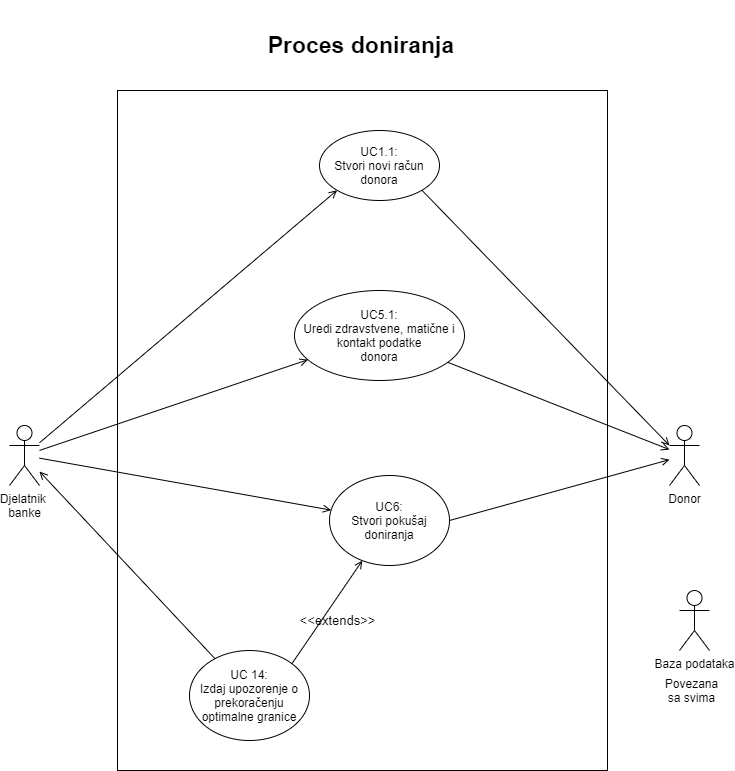 Proces doniranja
UC1.1:
Stvori novi račun
donora
UC5.1:
Uredi zdravstvene, matične i
kontakt podatke
donora
Djelatnik
banke
Donor
UC6:
Stvori pokušaj
doniranja
<<extends>>
UC 14:
Izdaj upozorenje o
prekoračenju
optimalne granice
Baza podataka
Povezana
sa svima